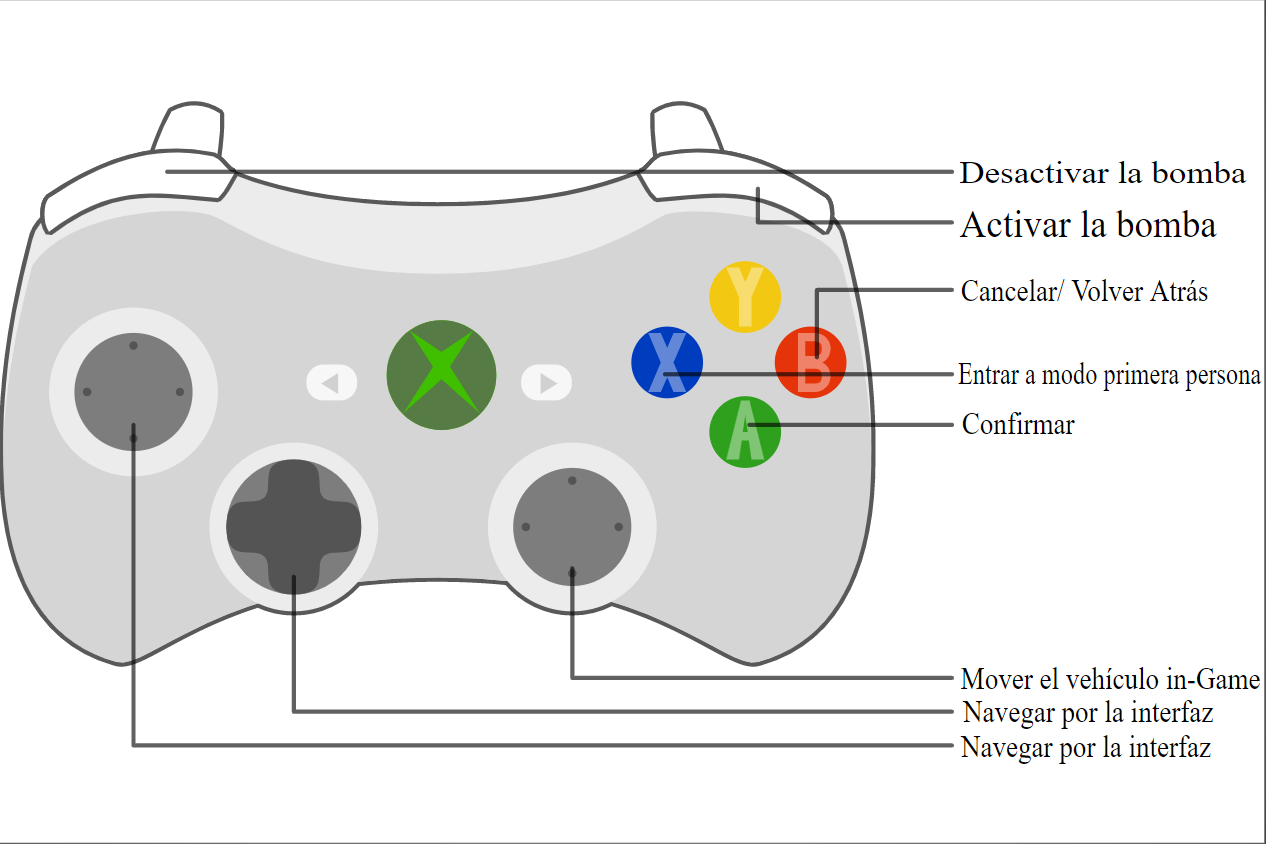 Desactivar la bomba
Activar la bomba
Y
Cancelar/ Volver Atrás
X
B
Entrar a modo primera persona
A
Confirmar
Mover el vehículo in-Game
Navegar por la interfaz
Navegar por la interfaz